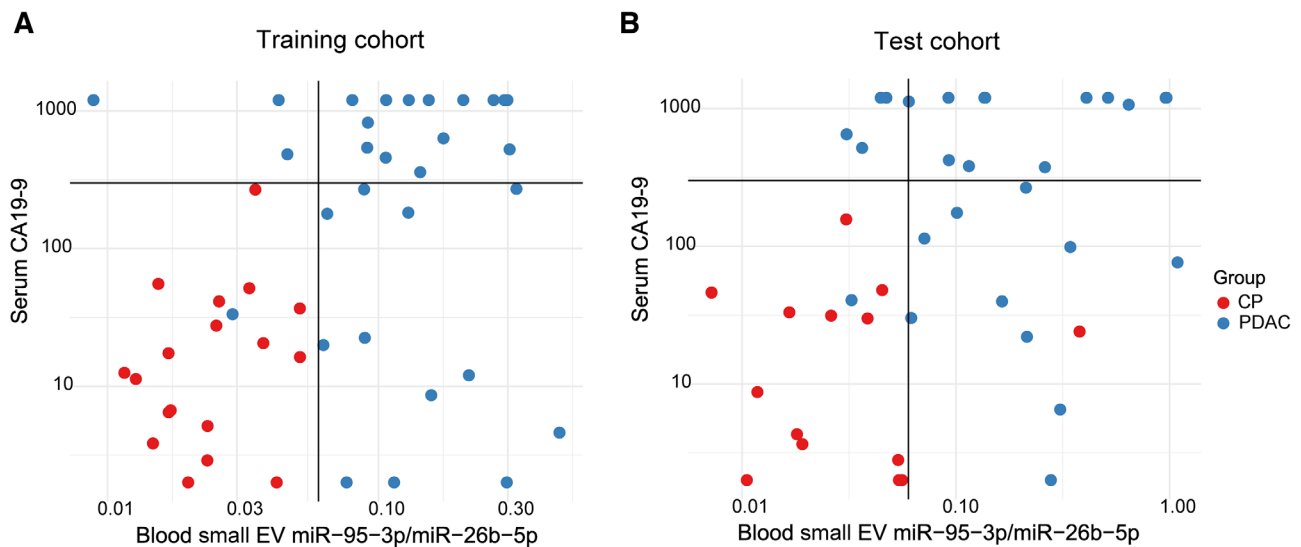 A
Training cohort
Serum CA19-9
1000
100
10
0.01 0.03 0.10 0.30
Blood small EV miR−95−3p/miR−26b−5p
B
Test cohort
Serum CA19-9
1000
100
10
0.01 0.10 1.00
Blood small EV miR−95−3p/miR−26b−5p
Group
CP
PDAC